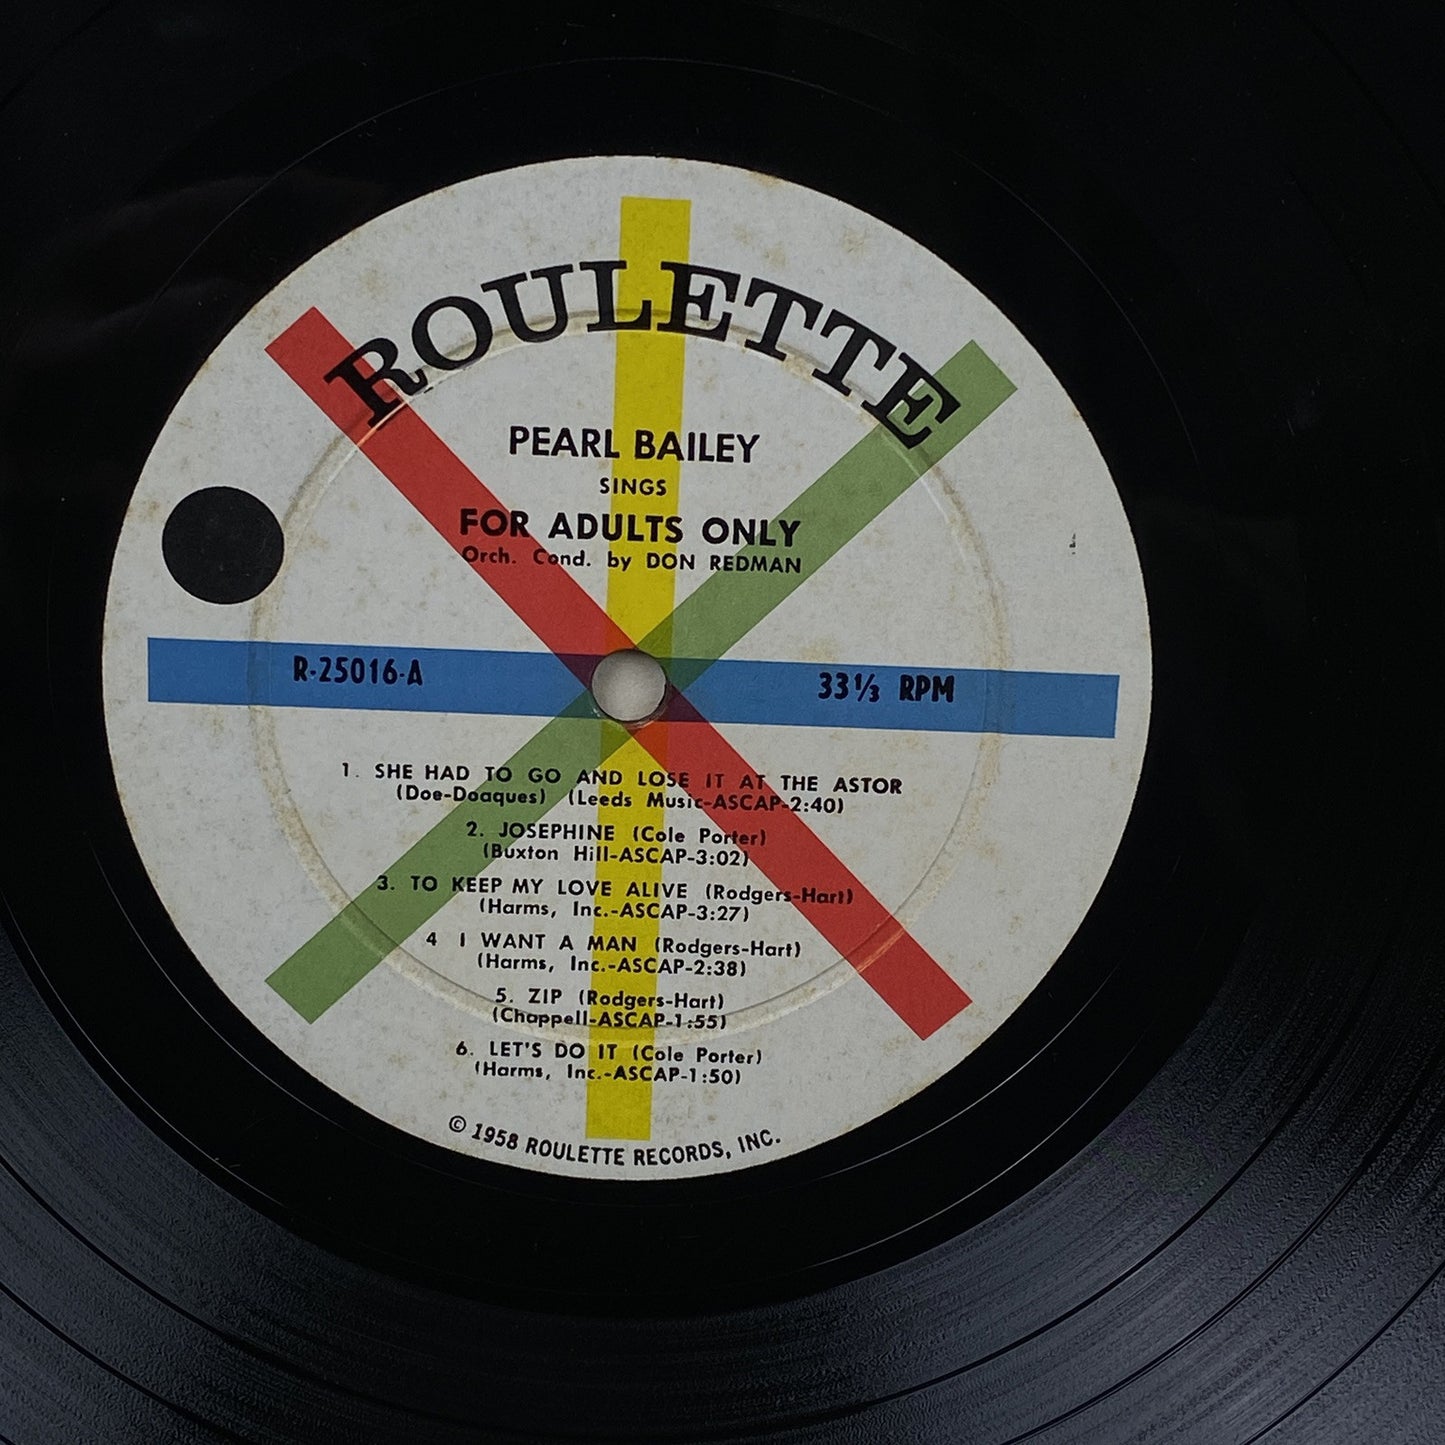 ROULETTE
PEARL BAILEY
SINGS
FOR ADULTS ONLY
Orch. Cond. by DON REDMAN
R-25016-A
33⅓ RPM
1. SHE HAD TO GO AND LOSE IT AT THE ASTOR
(Doe-Doaques) (Leeds Music-ASCAP-2:40)
2. JOSEPHINE (Cole Porter)
(Buxton Hill-ASCAP-3:02)
3. TO KEEP MY LOVE ALIVE (Rodgers-Hart)
(Harms, Inc.-ASCAP-3:27)
4 I WANT A MAN (Rodgers-Hart)
(Harms, Inc.-ASCAP-2:38)
5. ZIP (Rodgers-Hart)
(Chappell-ASCAP-1:55)
6. LET'S DO IT (Cole Porter)
(Harms, Inc.-ASCAP-1:50)
© 1958 ROULETTE RECORDS, INC.